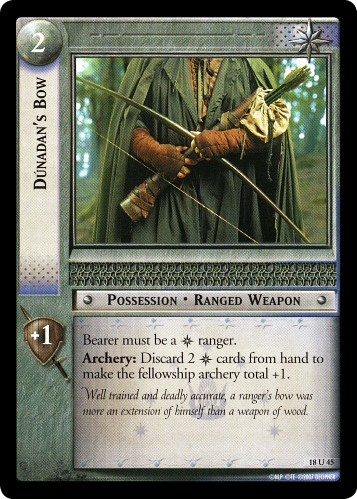 2
DÚNADAN'S BOW
POSSESSION • RANGED WEAPON
+1
Bearer must be a ranger.
Archery: Discard 2 cards from hand to
make the fellowship archery total +1.
Well trained and deadly accurate, a ranger's bow was
more an extension of himself than a weapon of wood.
18 U 45